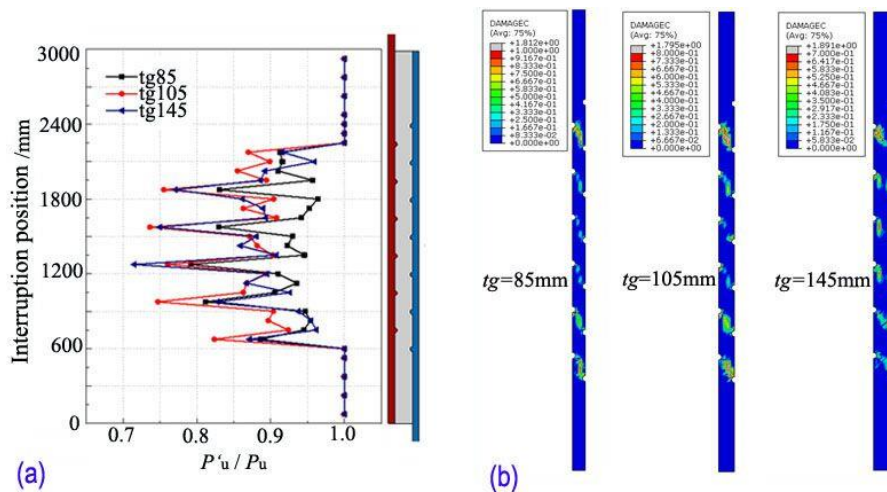 3000
2400
1800
1200
600
0
Interruption position /mm
tg85
tg105
tg145
0.7 0.8 0.9 1.0
P'u / Pu
(a)
DAMAGEC
(Avg: 75%)
+1.812e+00
+1.000e+00
+9.167e-01
+8.333e-01
+7.500e-01
+6.667e-01
+5.833e-01
+5.000e-01
+4.167e-01
+3.333e-01
+2.500e-01
+1.667e-01
+8.333e-02
+0.000e+00
tg=85mm
DAMAGEC
(Avg: 75%)
+1.795e+00
+8.000e-01
+7.333e-01
+6.667e-01
+6.000e-01
+5.333e-01
+4.667e-01
+4.000e-01
+3.333e-01
+2.667e-01
+2.000e-01
+1.333e-01
+6.667e-02
+0.000e+00
tg=105mm
DAMAGEC
(Avg: 75%)
+1.891e+00
+7.000e-01
+6.417e-01
+5.833e-01
+5.250e-01
+4.667e-01
+4.083e-01
+3.500e-01
+2.917e-01
+2.333e-01
+1.750e-01
+1.167e-01
+5.833e-02
+0.000e+00
tg=145mm
(b)